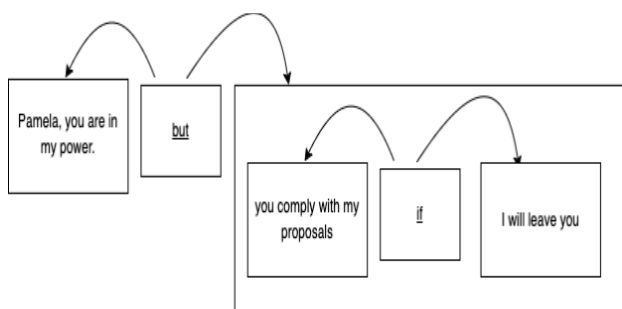 Pamela, you are in
my power.
but
you comply with my
proposals
if
I will leave you